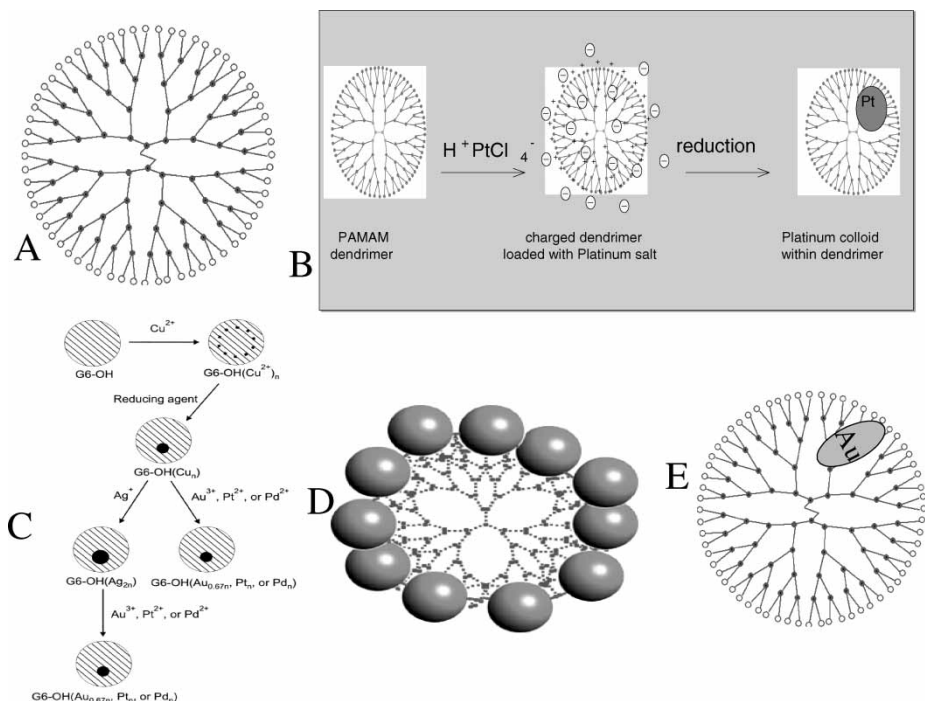 A
B
H + PtCl 4 -
reduction
Pt
PAMAM
dendrimer
charged dendrimer
loaded with Platinum salt
Platinum colloid
within dendrimer
C
G6-OH
Cu2+
G6-OH(Cu2+)n
Reducing agent
G6-OH(Cun)
Ag+
Au3+, Pt2+, or Pd2+
G6-OH(Ag2n)
G6-OH(Au0.67n, Ptn, or Pdn)
Au3+, Pt2+, or Pd2+
G6-OH(Au0.67n, Ptn, or Pdn)
D
E
Au